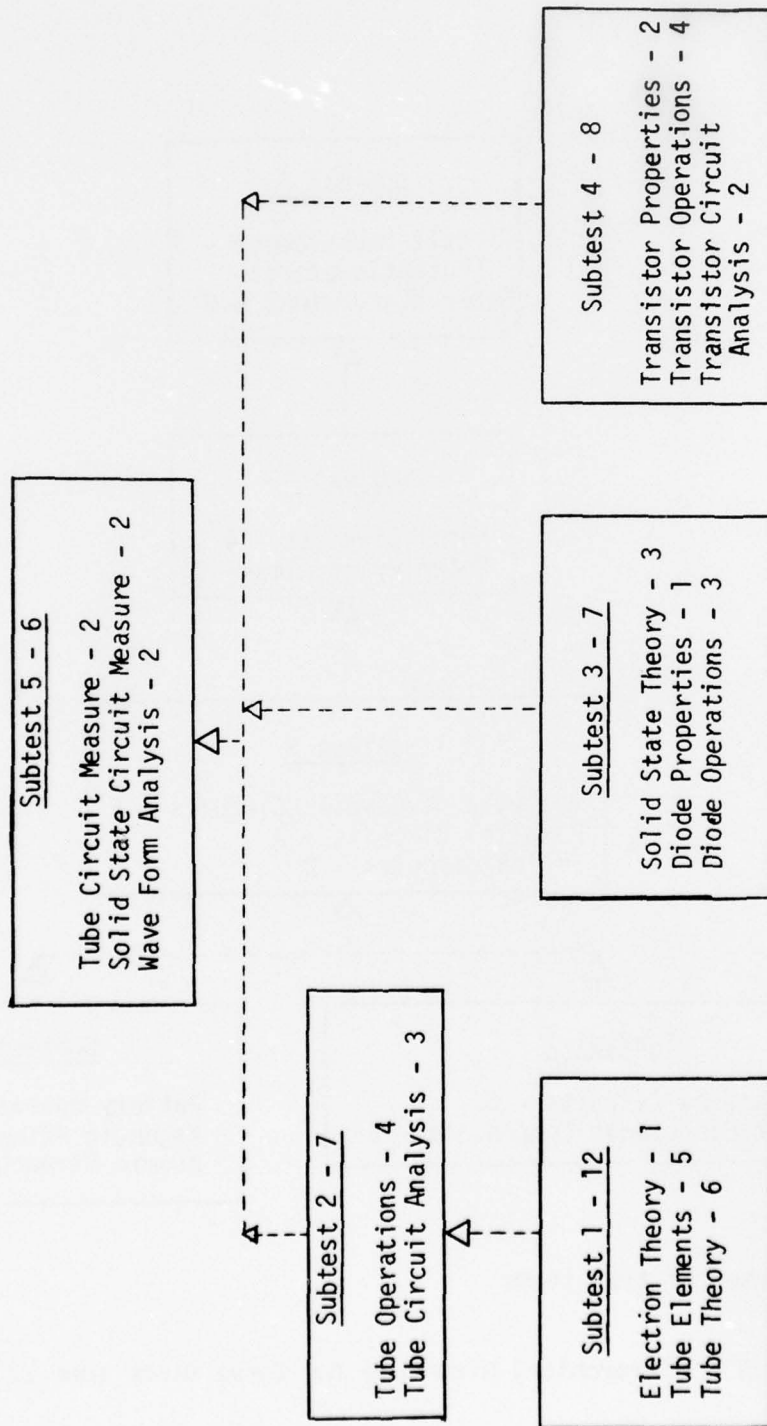 Subtest 5 - 6
Tube Circuit Measure - 2
Solid State Circuit Measure - 2
Wave Form Analysis - 2
Subtest 2 - 7
Tube Operations - 4
Tube Circuit Analysis - 3
Subtest 1 - 12
Electron Theory - 1
Tube Elements - 5
Tube Theory - 6
Subtest 3 - 7
Solid State Theory - 3
Diode Properties - 1
Diode Operations - 3
Subtest 4 - 8
Transistor Properties - 2
Transistor Operations - 4
Transistor Circuit
Analysis - 2